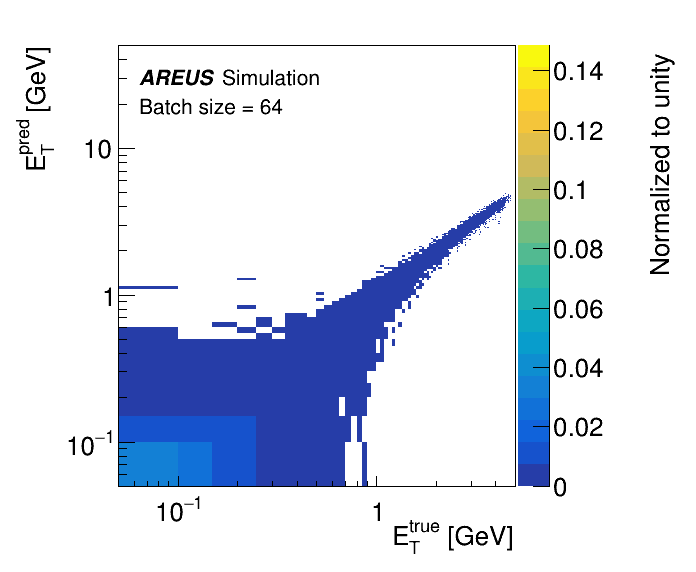 AREUS Simulation
Batch size = 64
E_T^pred [GeV]
10
1
10^−1
10^−1
1
E_T^true [GeV]
0.14
0.12
0.1
0.08
0.06
0.04
0.02
0
Normalized to unity